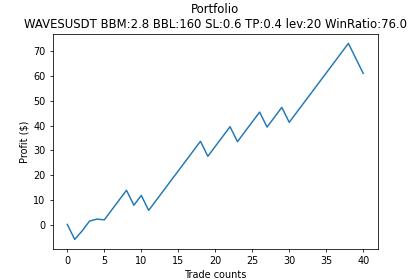 Portfolio
WAVESUSDT BBM:2.8 BBL:160 SL:0.6 TP:0.4 lev:20 WinRatio:76.0
Profit ($)
70
60
50
40
30
20
10
0
0 5 10 15 20 25 30 35 40
Trade counts